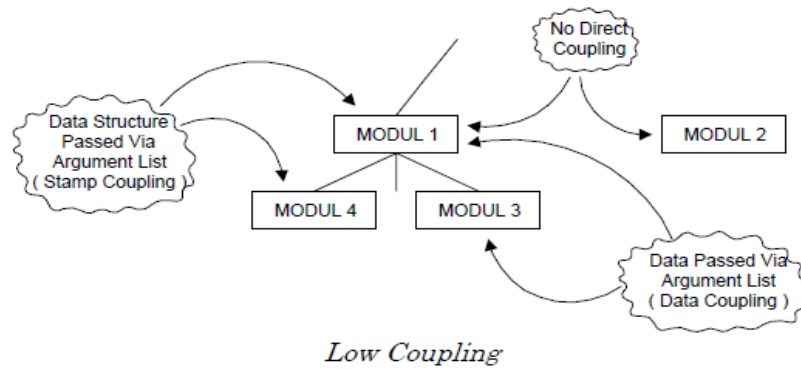 No Direct
Coupling
Data Structure
Passed Via
Argument List
( Stamp Coupling )
MODUL 1
MODUL 2
MODUL 4
MODUL 3
Data Passed Via
Argument List
( Data Coupling )
Low Coupling